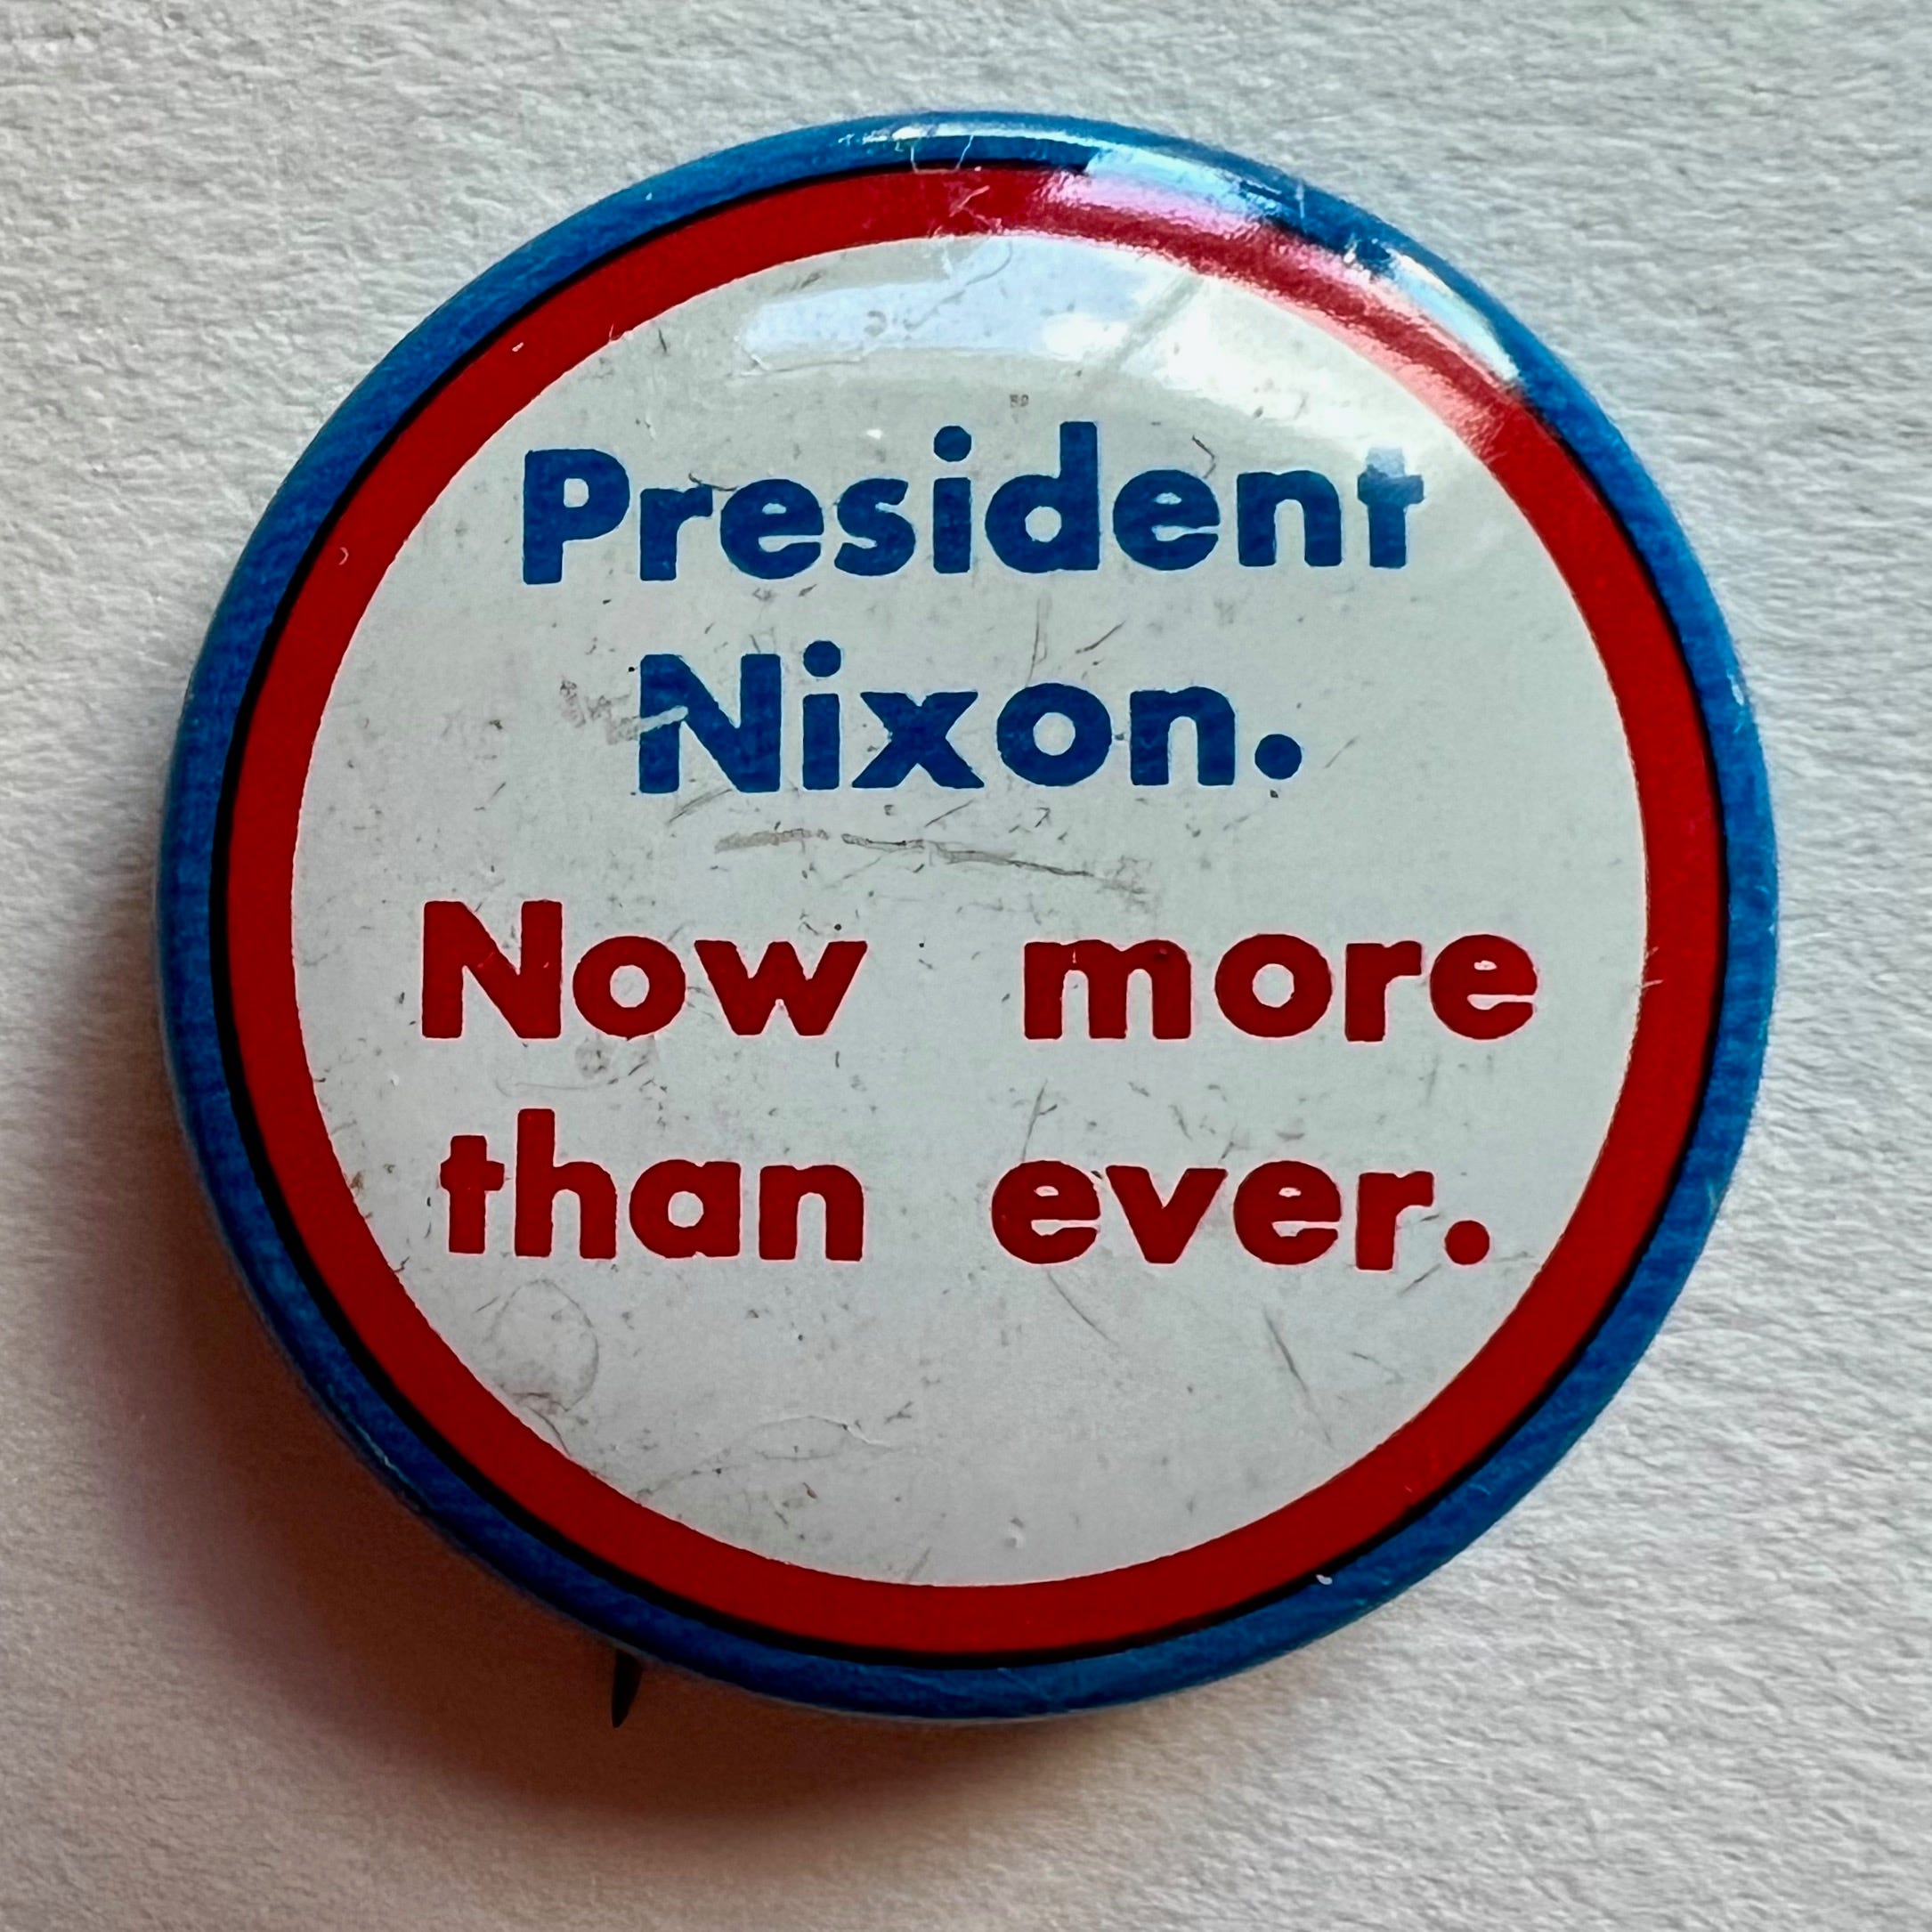 President
Nixon.
Now more
than ever.